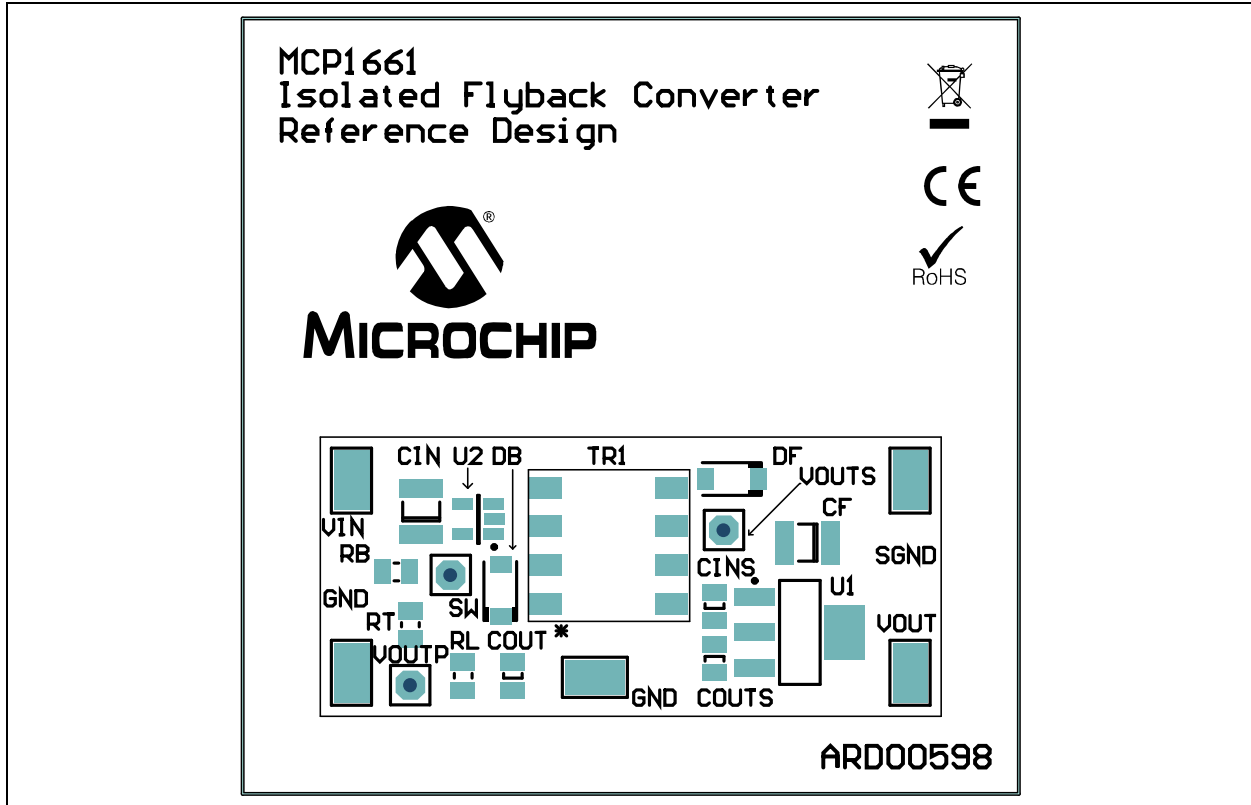 MCP1661
Isolated Flyback Converter
Reference Design
CE
RoHS
®
MICROCHIP
CIN U2 DB TR1 DF
VOUTS
CF
VIN
RB
SGND
CINS
U1
GND
SW
RT
VOUT
RL COUT
VOUTP
*
GND COUTS
ARD00598